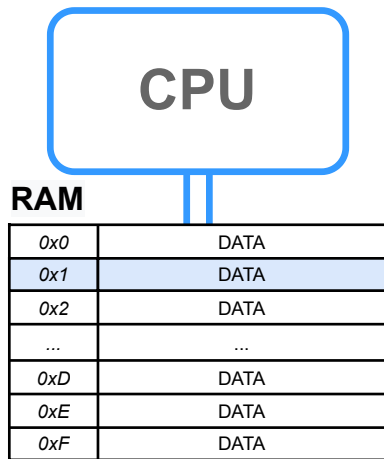 CPU
RAM
0x0 DATA
0x1 DATA
0x2 DATA
... ...
0xD DATA
0xE DATA
0xF DATA